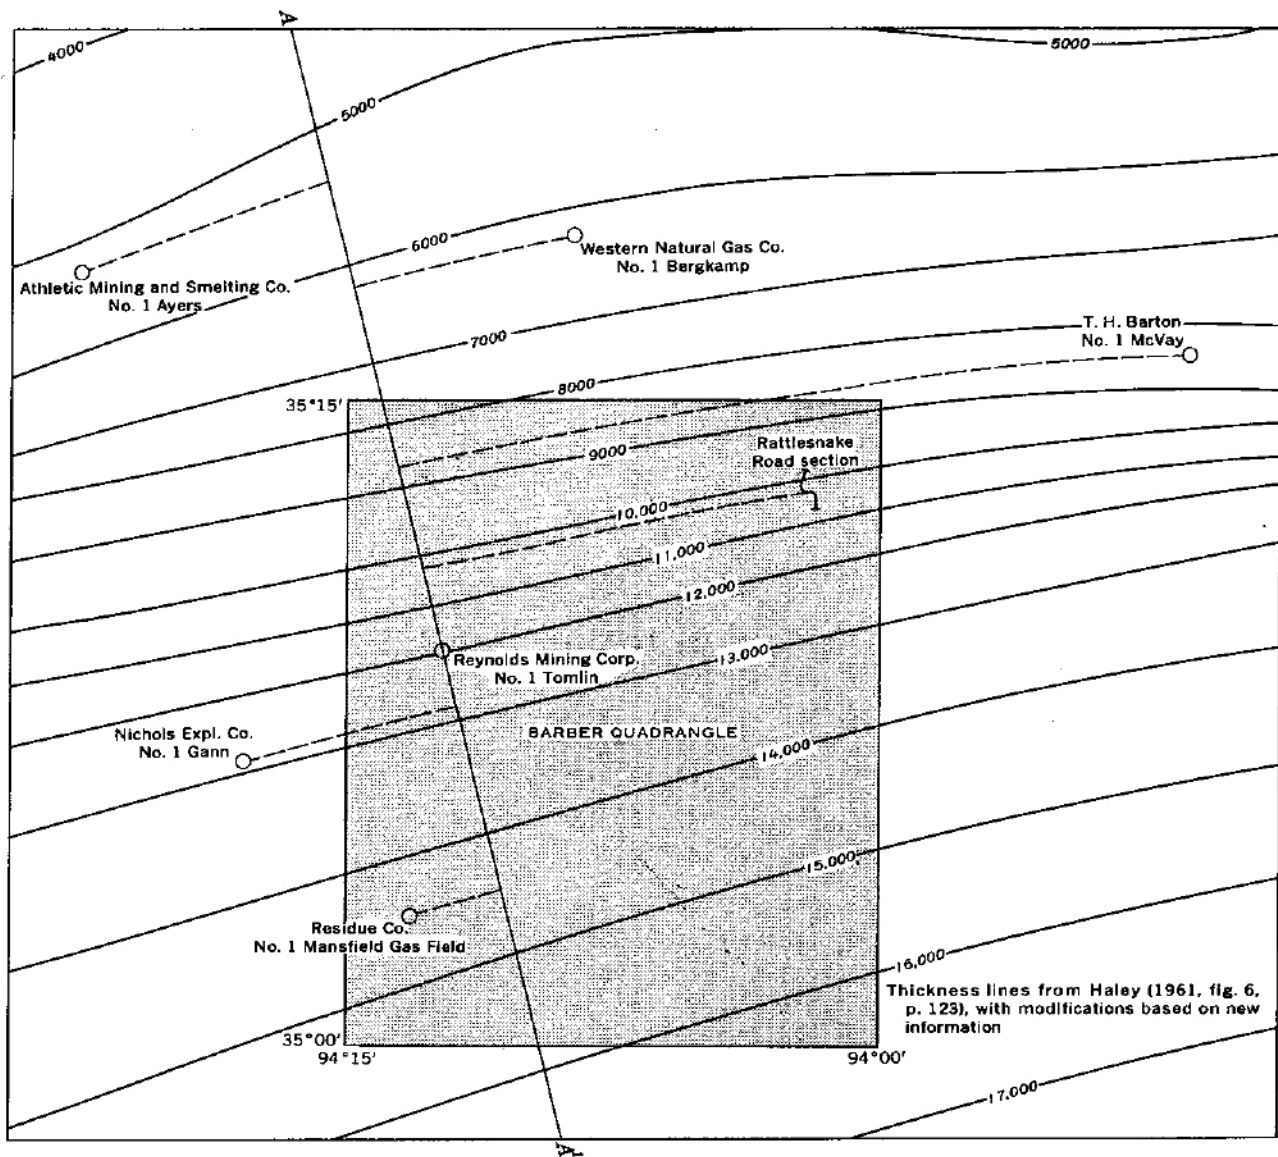 A
4000
5000
5000
6000
Western Natural Gas Co.
No. 1 Bergkamp
Athletic Mining and Smelting Co.
No. 1 Ayers
7000
T. H. Barton
No. 1 McVay
8000
35°15'
9000
Rattlesnake
Road section
10,000
11,000
12,000
Reynolds Mining Corp.
No. 1 Tomlin
13,000
Nichols Expl. Co.
No. 1 Gann
BARBER QUADRANGLE
14,000
15,000
Residue Co.
No. 1 Mansfield Gas Field
16,000
Thickness lines from Haley (1961, fig. 6,
p. 123), with modifications based on new
information
35°00'
94°15'
94°00'
17,000
A'